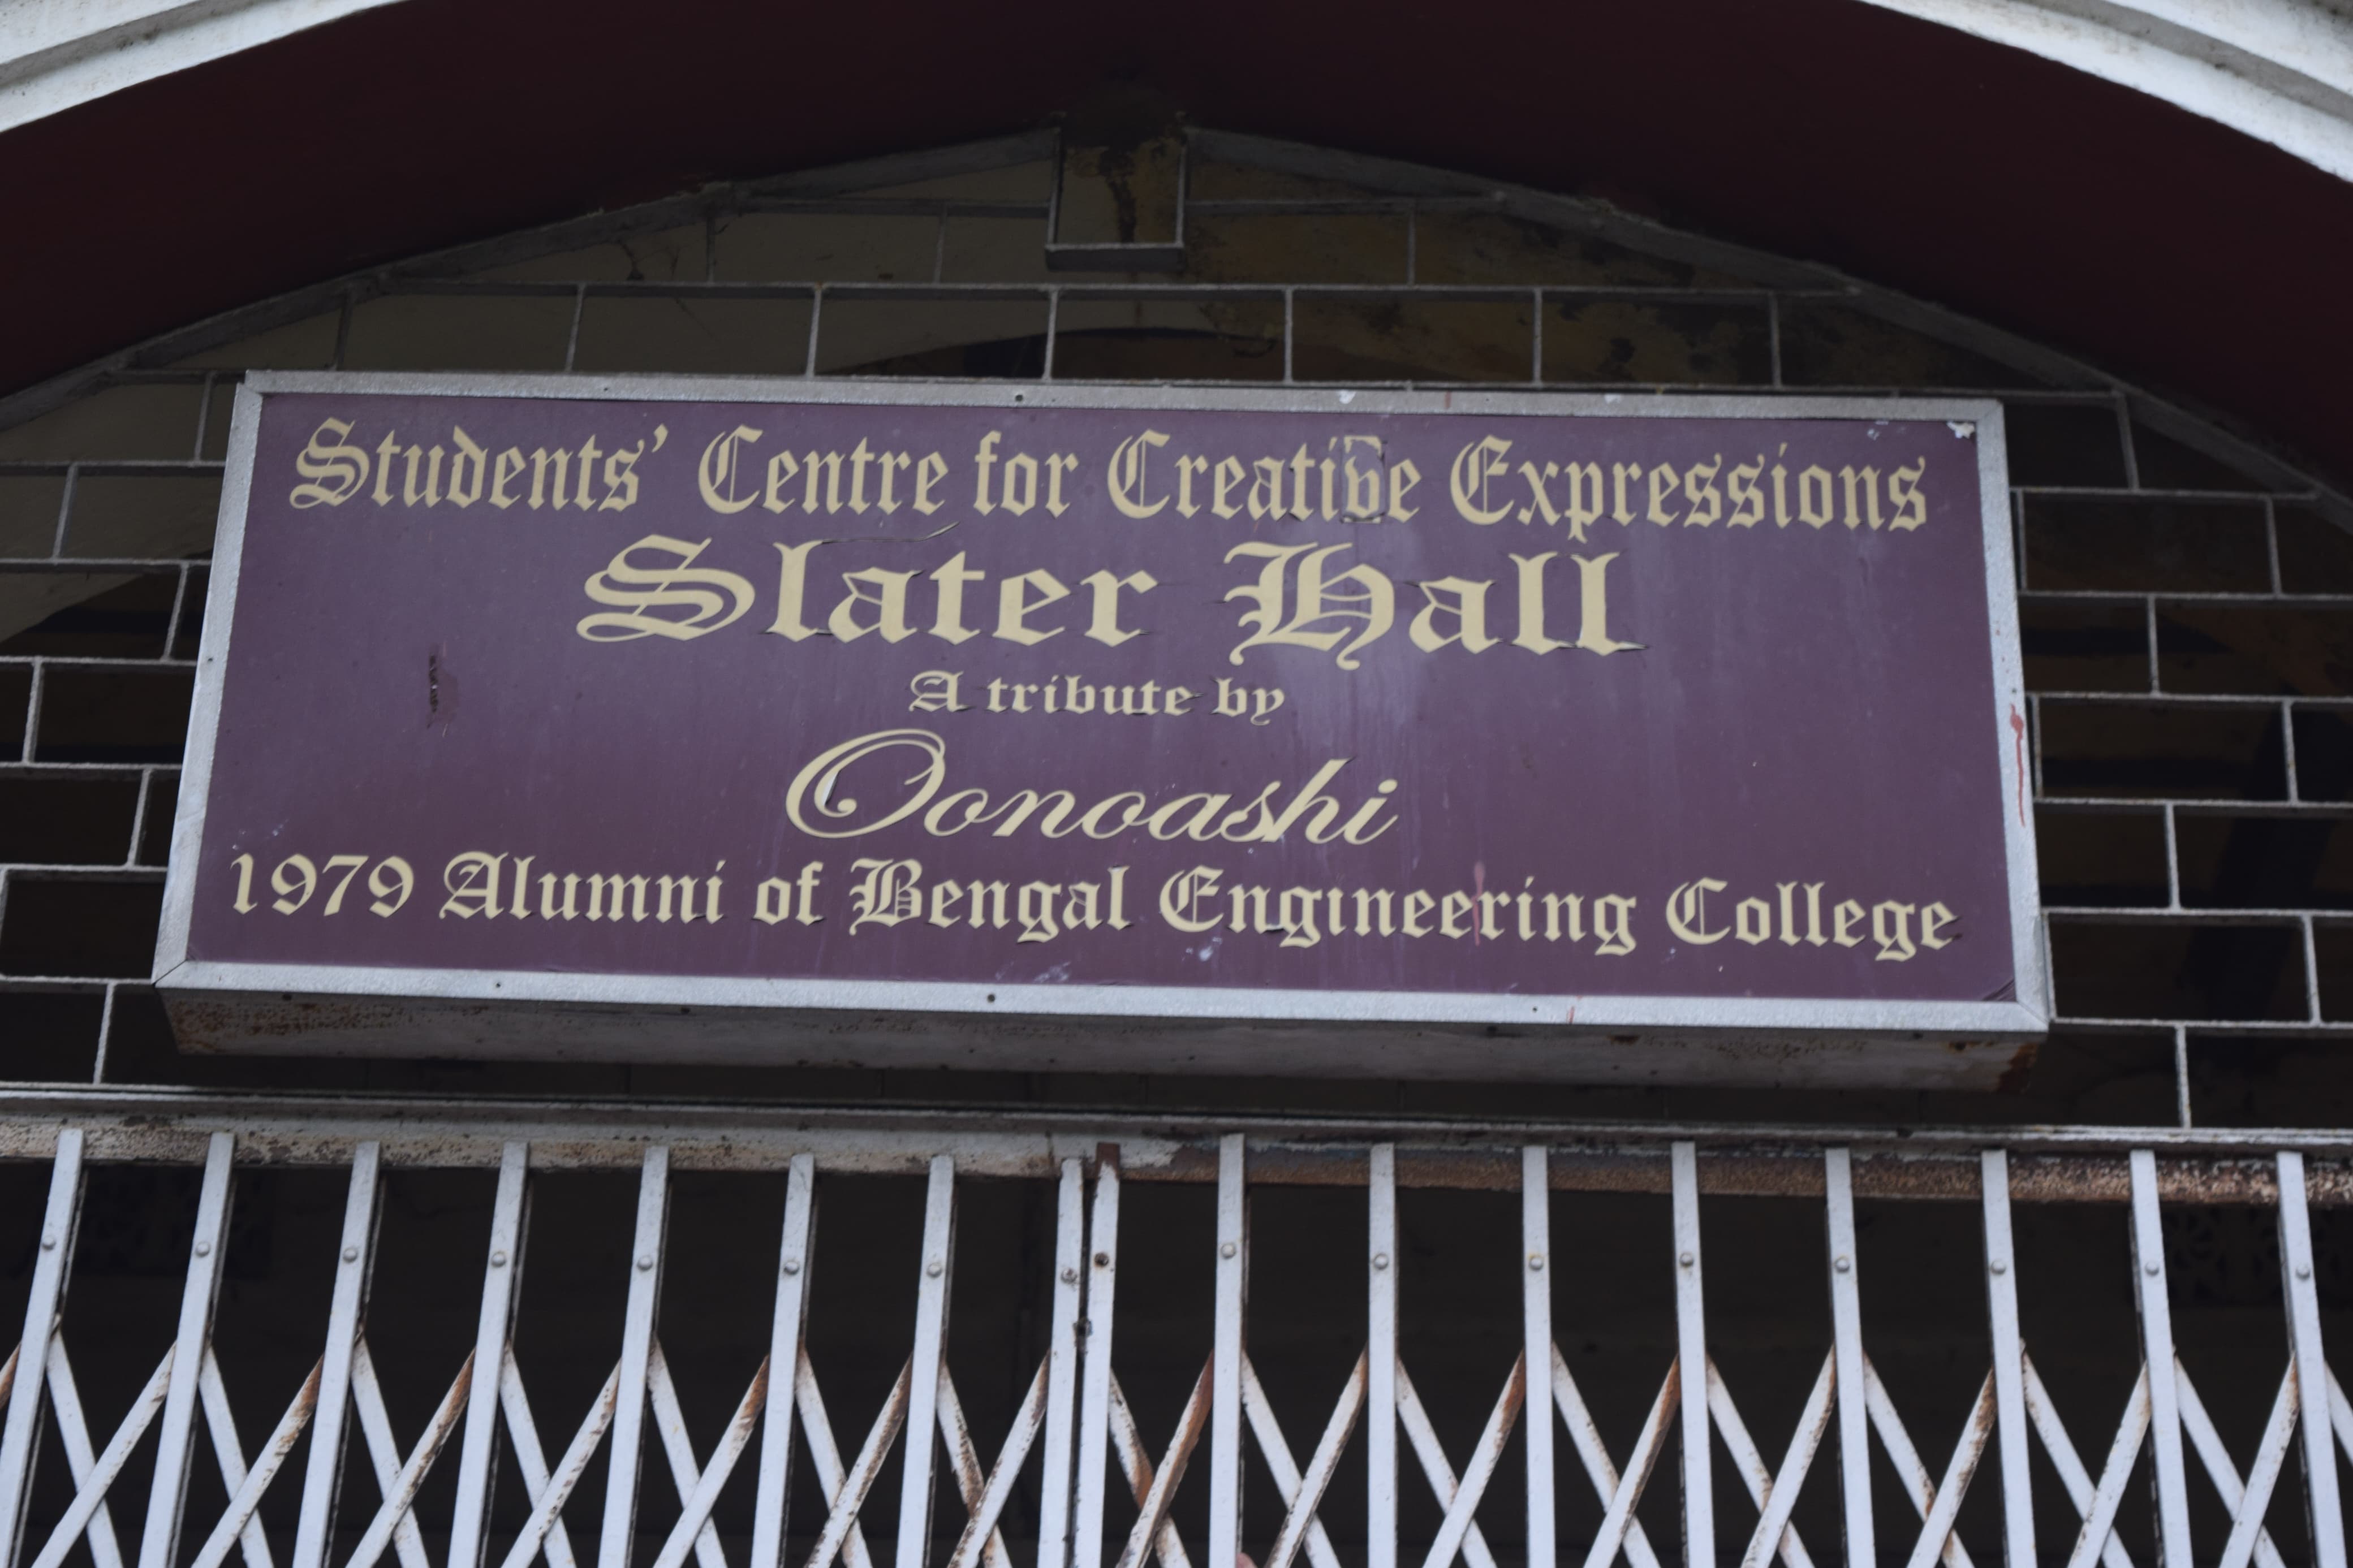 Students' Centre for Creative Expressions
Slater Hall
A tribute by
Oonoashi
1979 Alumni of Bengal Engineering College